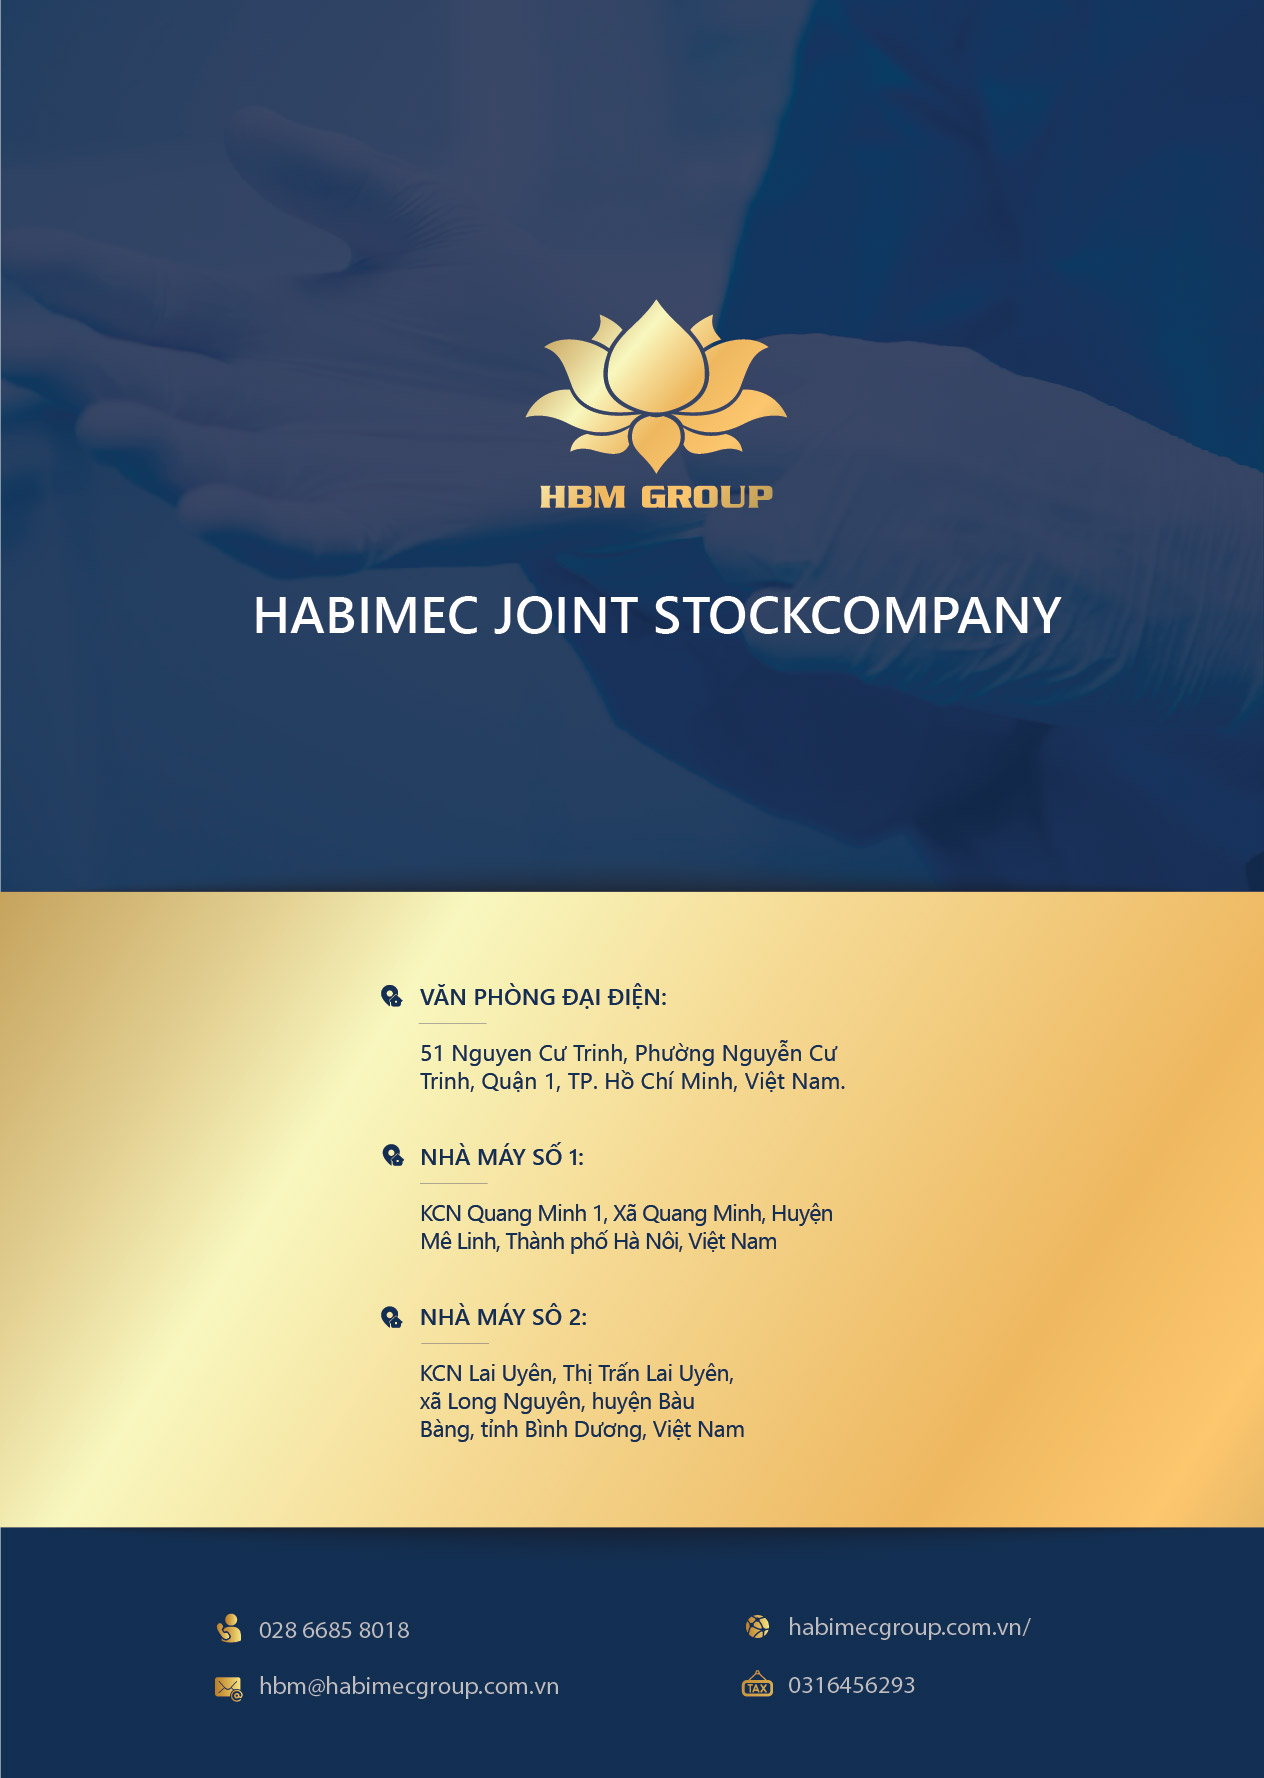 HBM GROUP
HABIMEC JOINT STOCKCOMPANY
VĂN PHÒNG ĐẠI ĐIỆN:
51 Nguyen Cư Trinh, Phường Nguyễn Cư
Trinh, Quận 1, TP. Hồ Chí Minh, Việt Nam.
NHÀ MÁY SỐ 1:
KCN Quang Minh 1, Xã Quang Minh, Huyện
Mê Linh, Thành phố Hà Nôi, Việt Nam
NHÀ MÁY SÔ 2:
KCN Lai Uyên, Thị Trấn Lai Uyên,
xã Long Nguyên, huyện Bàu
Bàng, tỉnh Bình Dương, Việt Nam
028 6685 8018
habimecgroup.com.vn/
hbm@habimecgroup.com.vn
TAX 0316456293